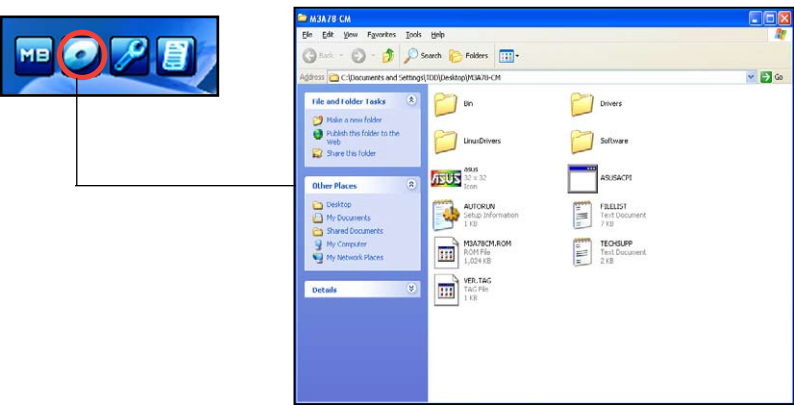 MB
M3A78-CM
File Edit View Favorites Tools Help
Back Search Folders
Address C:\Documents and Settings\TDD\Desktop\M3A78-CM Go
File and Folder Tasks
Make a new folder
Publish this folder to the
Web
Share this folder
Other Places
Desktop
My Documents
Shared Documents
My Computer
My Network Places
Details
Bin
Drivers
LinuxDrivers
Software
ASUS
asus
32 x 32
Icon
ASUSACPI
AUTORUN
Setup Information
1 KB
FILELIST
Text Document
7 KB
M3A78CM.ROM
ROM File
1,024 KB
TECHSUPP
Text Document
2 KB
VER.TAG
TAG File
1 KB